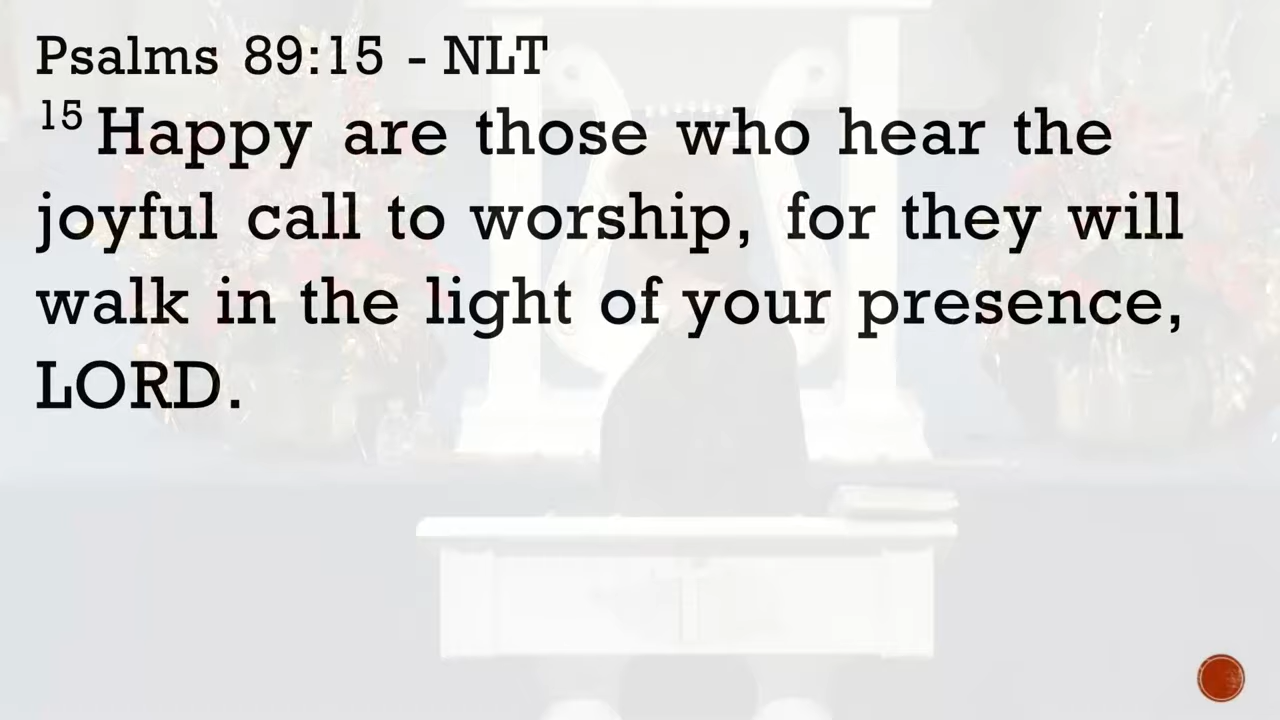 Psalms 89:15 - NLT
15 Happy are those who hear the
joyful call to worship, for they will
walk in the light of your presence,
LORD.